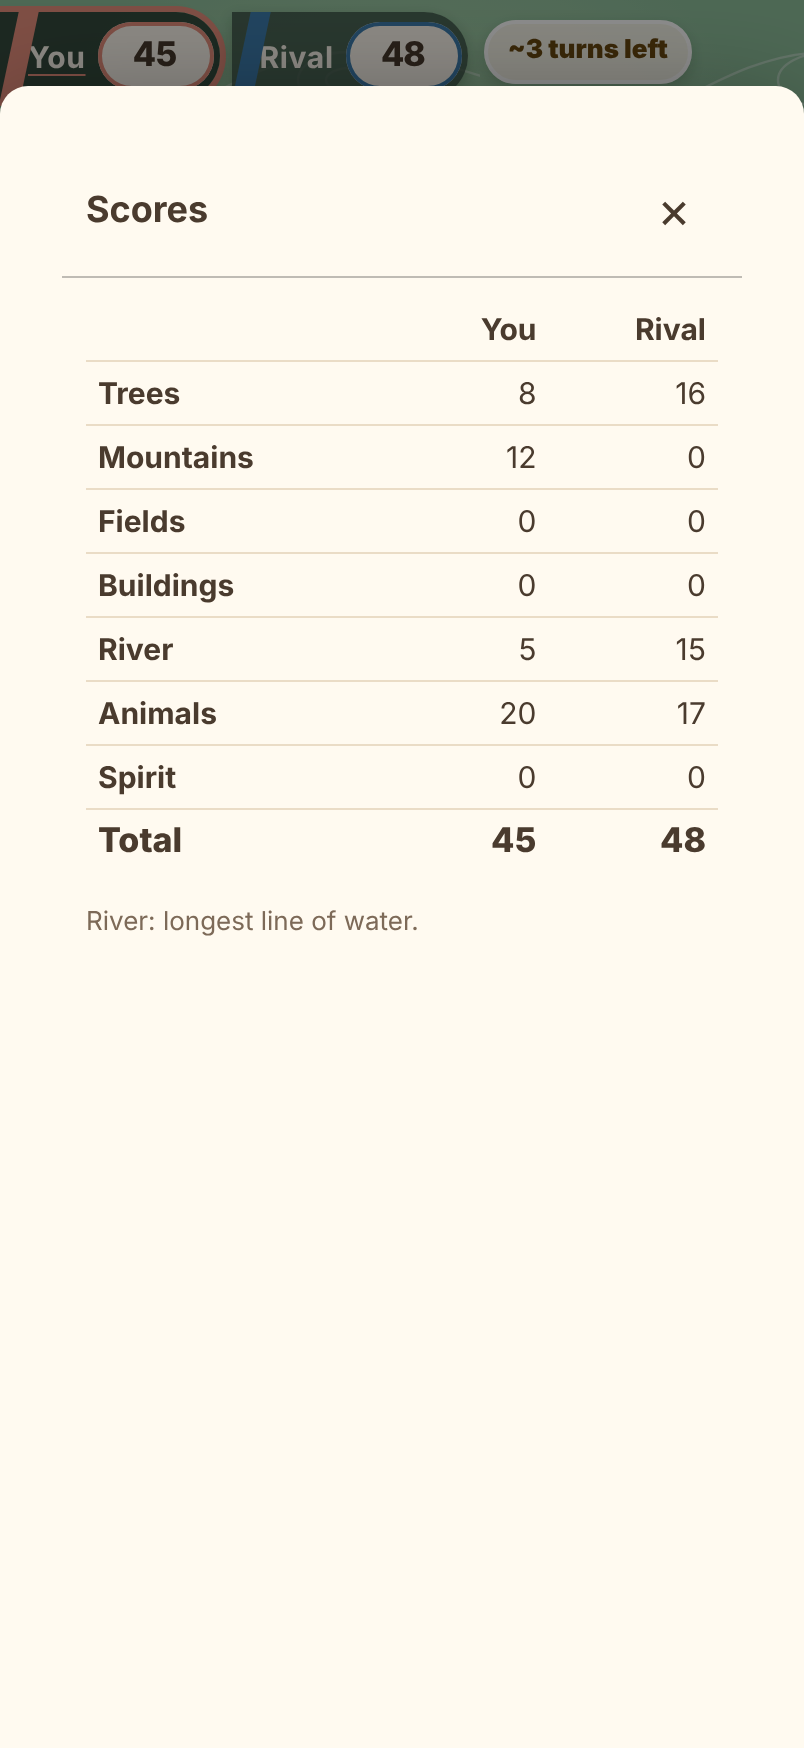 You 45 Rival 48 ~3 turns left
Scores ×
You Rival
Trees 8 16
Mountains 12 0
Fields 0 0
Buildings 0 0
River 5 15
Animals 20 17
Spirit 0 0
Total 45 48
River: longest line of water.